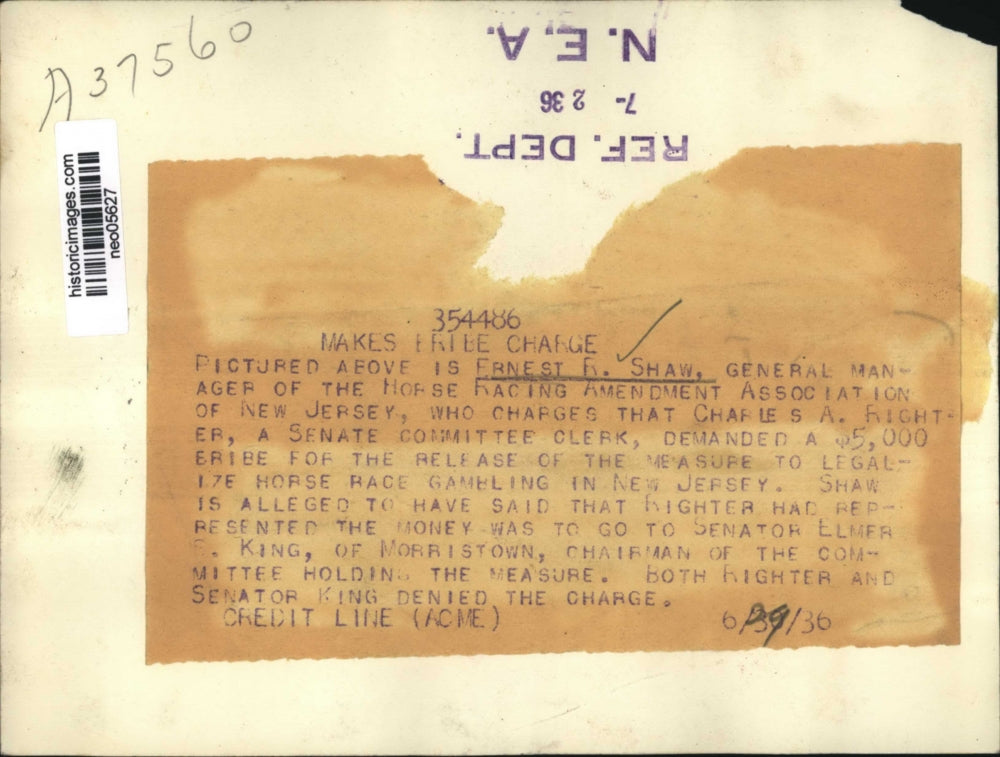 A37560
N.E.A.
7- 2 36
REF. DEPT.
historicimages.com
neo05627
354486
MAKES BRIBE CHARGE
PICTURED ABOVE IS ERNEST R. SHAW, GENERAL MAN-
AGER OF THE HORSE RACING AMENDMENT ASSOCIATION
OF NEW JERSEY, WHO CHARGES THAT CHARLES A. RIGHT-
ER, A SENATE COMMITTEE CLERK, DEMANDED A $5,000
BRIBE FOR THE RELEASE OF THE MEASURE TO LEGAL-
IZE HORSE RACE GAMBLING IN NEW JERSEY. SHAW
IS ALLEGED TO HAVE SAID THAT RIGHTER HAD REP-
RESENTED THE MONEY WAS TO GO TO SENATOR ELMER
KING, OF MORRISTOWN, CHAIRMAN OF THE COM-
MITTEE HOLDING THE MEASURE. BOTH RIGHTER AND
SENATOR KING DENIED THE CHARGE.
CREDIT LINE (ACME) 6/ /36